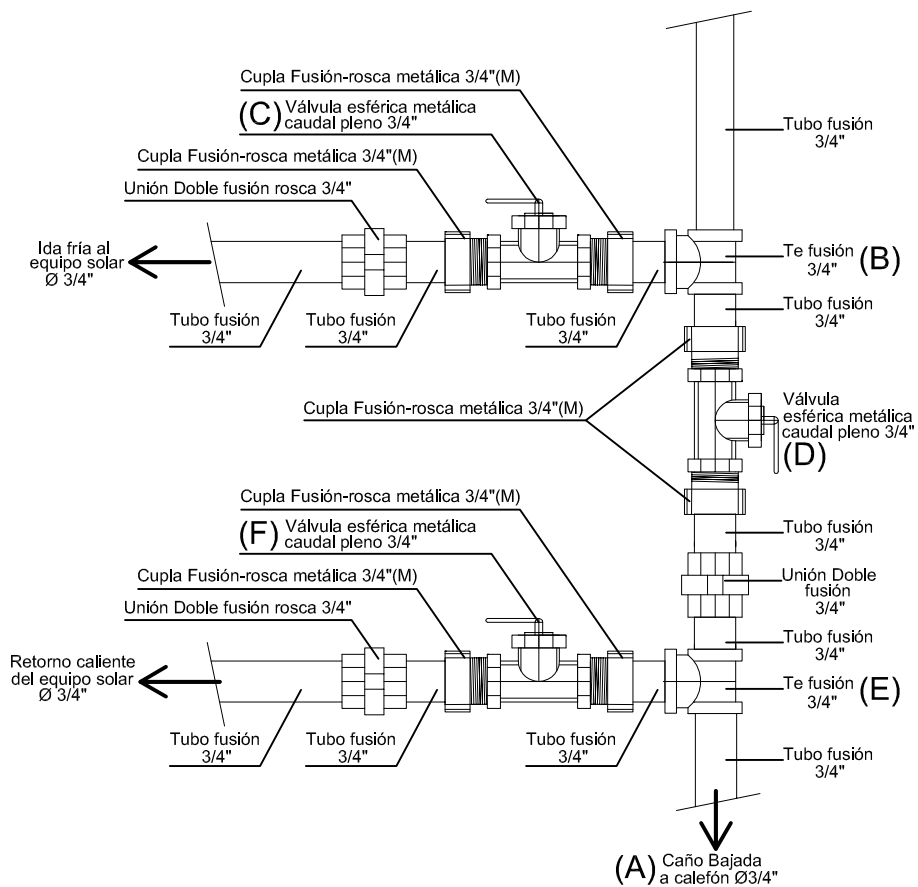 Cupla Fusión-rosca metálica 3/4"(M)
(C) Válvula esférica metálica
caudal pleno 3/4"
Cupla Fusión-rosca metálica 3/4"(M)
Unión Doble fusión rosca 3/4"
Tubo fusión
3/4"
Ida fría al
equipo solar
Ø 3/4"
Te fusión
3/4" (B)
Tubo fusión
3/4"
Tubo fusión
3/4"
Tubo fusión
3/4"
Tubo fusión
3/4"
Cupla Fusión-rosca metálica 3/4"(M)
Válvula
esférica metálica
caudal pleno 3/4"
(D)
Cupla Fusión-rosca metálica 3/4"(M)
(F) Válvula esférica metálica
caudal pleno 3/4"
Cupla Fusión-rosca metálica 3/4"(M)
Unión Doble fusión rosca 3/4"
Tubo fusión
3/4"
Unión Doble
fusión
3/4"
Tubo fusión
3/4"
Retorno caliente
del equipo solar
Ø 3/4"
Te fusión
3/4" (E)
Tubo fusión
3/4"
Tubo fusión
3/4"
Tubo fusión
3/4"
Tubo fusión
3/4"
(A) Caño Bajada
a calefón Ø3/4"